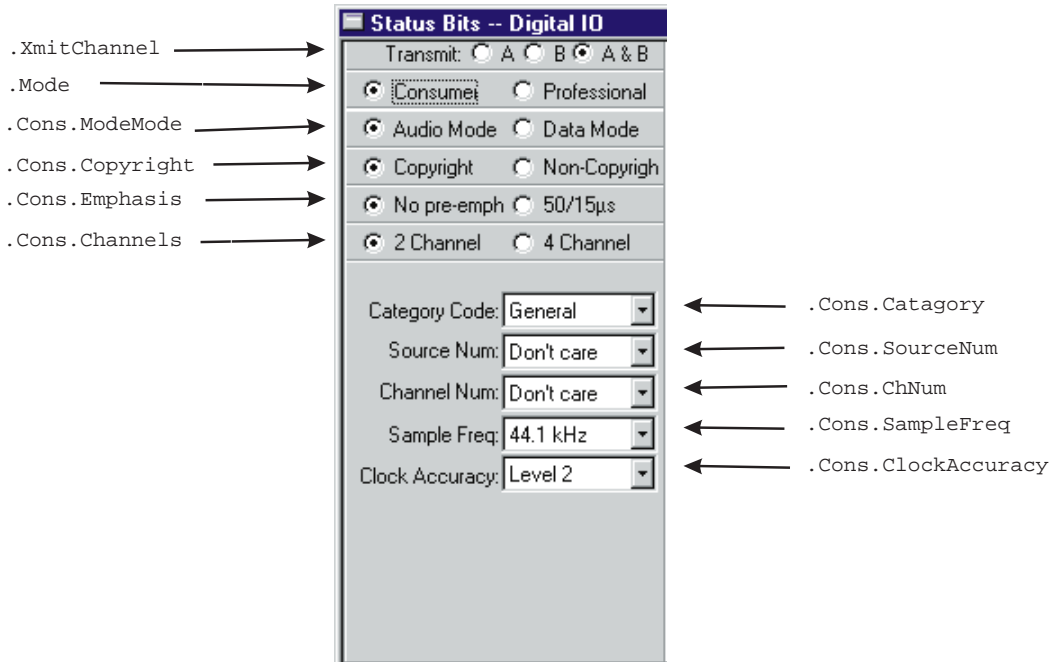 Status Bits -- Digital IO
.XmitChannel
Transmit: A B A & B
.Mode
Consumer Professional
.Cons.ModeMode
Audio Mode Data Mode
.Cons.Copyright
Copyright Non-Copyrigh
.Cons.Emphasis
No pre-emph 50/15µs
.Cons.Channels
2 Channel 4 Channel
Category Code: General
.Cons.Catagory
Source Num: Don't care
.Cons.SourceNum
Channel Num: Don't care
.Cons.ChNum
Sample Freq: 44.1 kHz
.Cons.SampleFreq
Clock Accuracy: Level 2
.Cons.ClockAccuracy